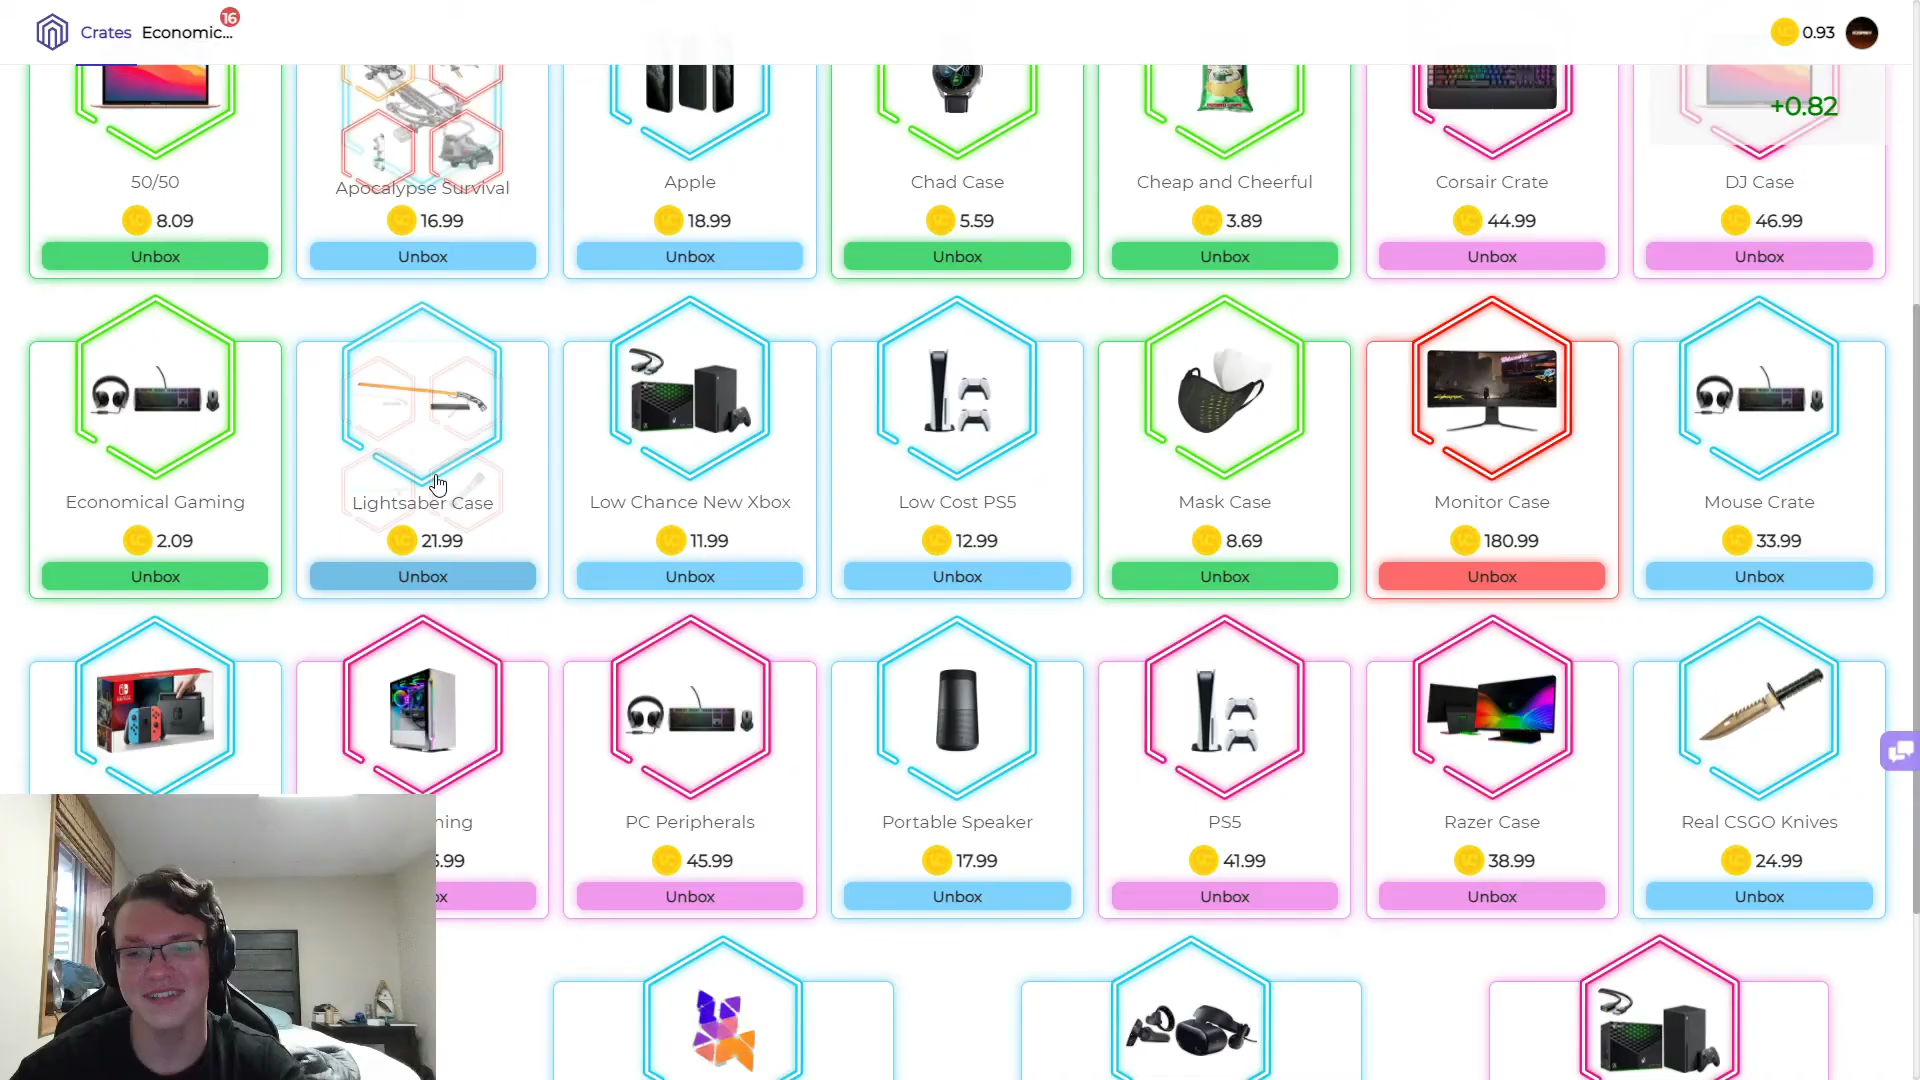 Crates Economic... 16
0.93
+0.82
50/50
8.09
Unbox
Apocalypse Survival
16.99
Unbox
Apple
18.99
Unbox
Chad Case
5.59
Unbox
Cheap and Cheerful
3.89
Unbox
Corsair Crate
44.99
Unbox
DJ Case
46.99
Unbox
Economical Gaming
2.09
Unbox
Lightsaber Case
21.99
Unbox
Low Chance New Xbox
11.99
Unbox
Low Cost PS5
12.99
Unbox
Mask Case
8.69
Unbox
Monitor Case
180.99
Unbox
Mouse Crate
33.99
Unbox
PC Peripherals
45.99
Unbox
Portable Speaker
17.99
Unbox
PS5
41.99
Unbox
Razer Case
38.99
Unbox
Real CSGO Knives
24.99
Unbox